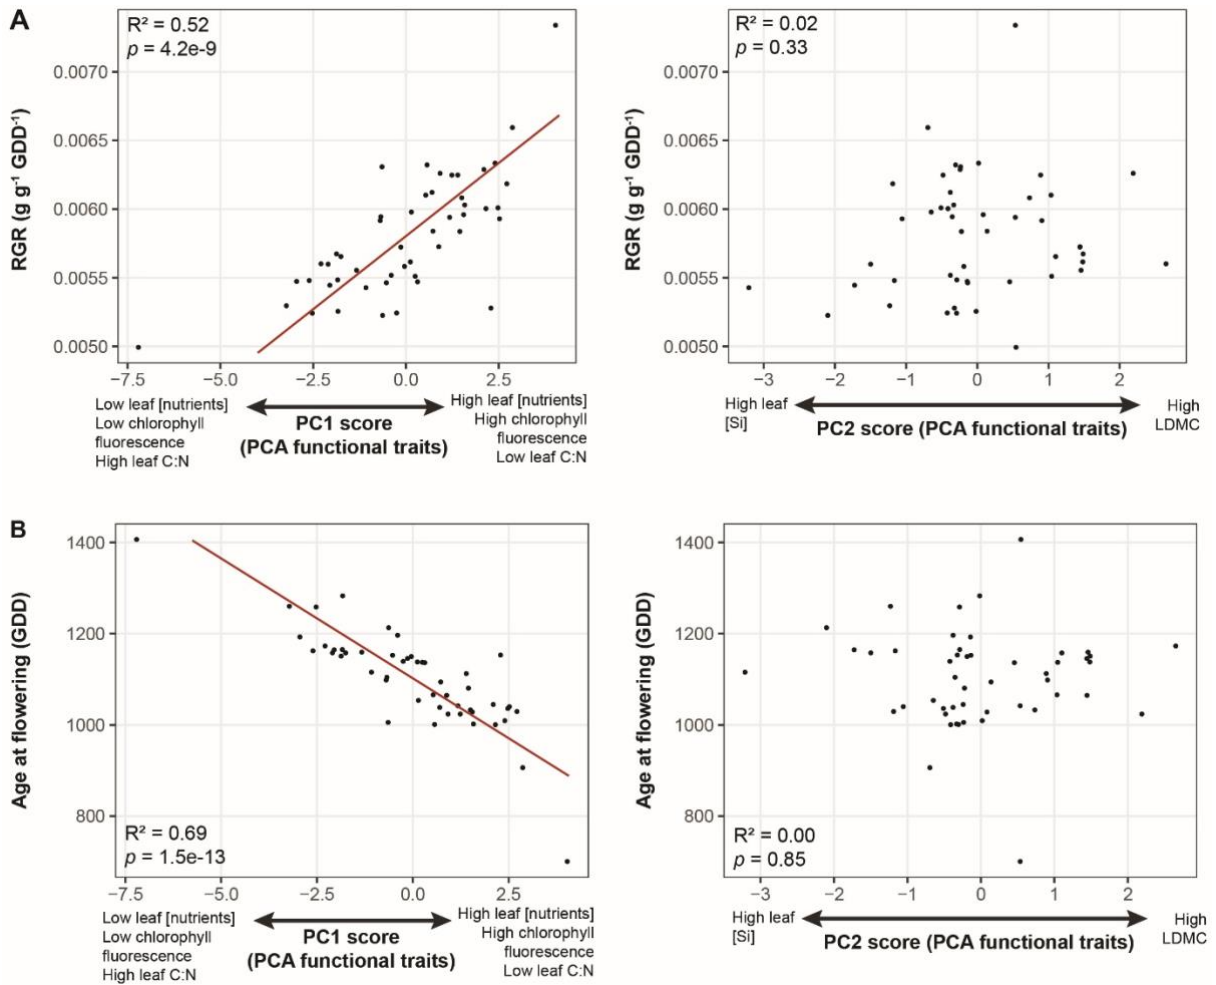 A
R² = 0.52
p = 4.2e-9
0.0070
0.0065
0.0060
0.0055
0.0050
RGR (g g⁻¹ GDD⁻¹)
−7.5 −5.0 −2.5 0.0 2.5
Low leaf [nutrients]
Low chlorophyll
fluorescence
High leaf C:N
PC1 score
(PCA functional traits)
High leaf [nutrients]
High chlorophyll
fluorescence
Low leaf C:N
R² = 0.02
p = 0.33
0.0070
0.0065
0.0060
0.0055
0.0050
RGR (g g⁻¹ GDD⁻¹)
−3 −2 −1 0 1 2
High leaf
[Si]
PC2 score (PCA functional traits)
High
LDMC
B
1400
1200
1000
800
Age at flowering (GDD)
R² = 0.69
p = 1.5e-13
−7.5 −5.0 −2.5 0.0 2.5
Low leaf [nutrients]
Low chlorophyll
fluorescence
High leaf C:N
PC1 score
(PCA functional traits)
High leaf [nutrients]
High chlorophyll
fluorescence
Low leaf C:N
1400
1200
1000
800
Age at flowering (GDD)
R² = 0.00
p = 0.85
−3 −2 −1 0 1 2
High leaf
[Si]
PC2 score (PCA functional traits)
High
LDMC